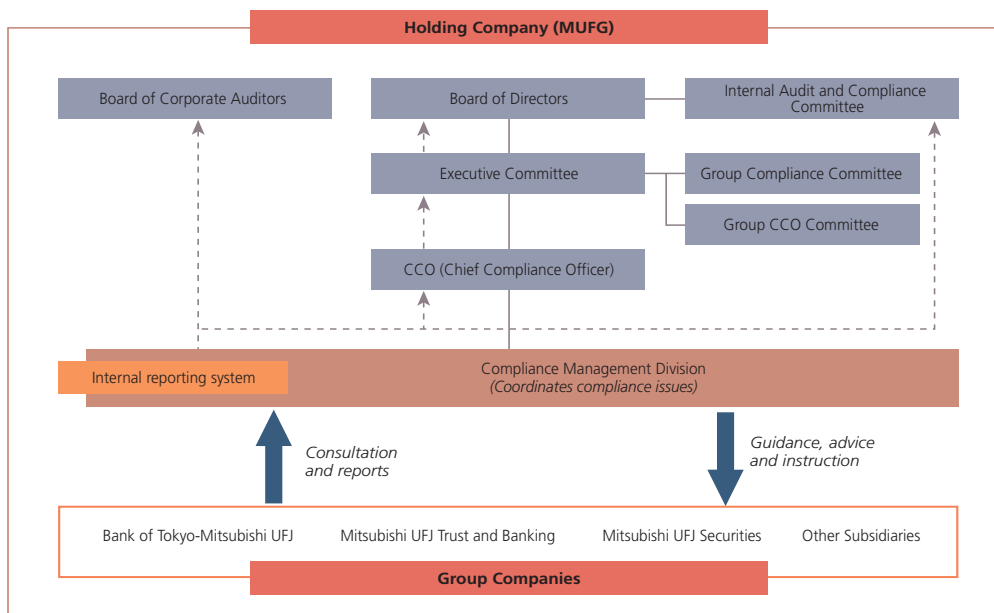 Holding Company (MUFG)
Board of Corporate Auditors
Board of Directors
Internal Audit and Compliance
Committee
Executive Committee
Group Compliance Committee
Group CCO Committee
CCO (Chief Compliance Officer)
Internal reporting system
Compliance Management Division
(Coordinates compliance issues)
Consultation
and reports
Guidance, advice
and instruction
Bank of Tokyo-Mitsubishi UFJ
Mitsubishi UFJ Trust and Banking
Mitsubishi UFJ Securities
Other Subsidiaries
Group Companies